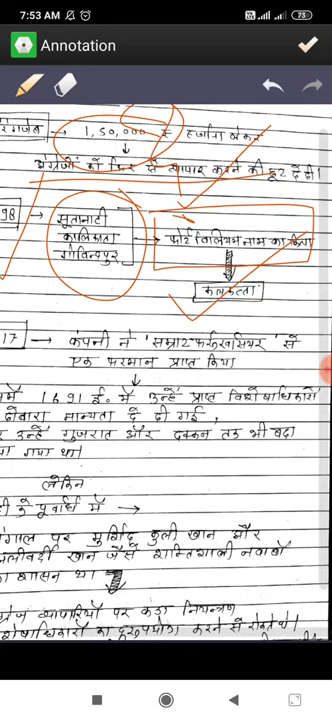 7:53 AM
73
Annotation
→ 1,50,000 रु हर्जाना लेकर
अंग्रेजों को फिर से व्यापार करने की छूट दे दी।
98 → सूतानाटी
कालिकाता → फोर्ट विलियम नाम का किला
गोविन्दपुर
कलकत्ता
17 → कंपनी ने "सम्राट फर्रुखसियर" से
एक फरमान प्राप्त किया
में 1691 ई. में उन्हें प्राप्त विशेषाधिकारों
दोबारा मान्यता दे दी गई,
र उन्हें गुजरात और दक्कन तक भी बढ़ा
या गया था।
लेकिन
दी के पूर्वार्ध में →
गाल पर मुर्शिद कुली खान और
लीवर्दी खान जैसे शक्तिशाली नवाबों
का शासन था
ग्रेज व्यापारियों पर कड़ा नियन्त्रण
शेषाधिकारों का दुरुपयोग करने से रोकते थे।